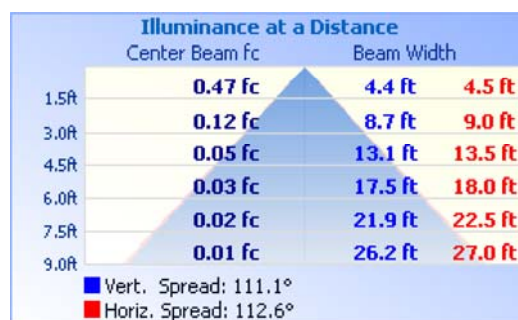 Illuminance at a Distance
Center Beam fc Beam Width
1.5ft 0.47 fc 4.4 ft 4.5 ft
3.0ft 0.12 fc 8.7 ft 9.0 ft
4.5ft 0.05 fc 13.1 ft 13.5 ft
6.0ft 0.03 fc 17.5 ft 18.0 ft
7.5ft 0.02 fc 21.9 ft 22.5 ft
9.0ft 0.01 fc 26.2 ft 27.0 ft
Vert. Spread: 111.1°
Horiz. Spread: 112.6°